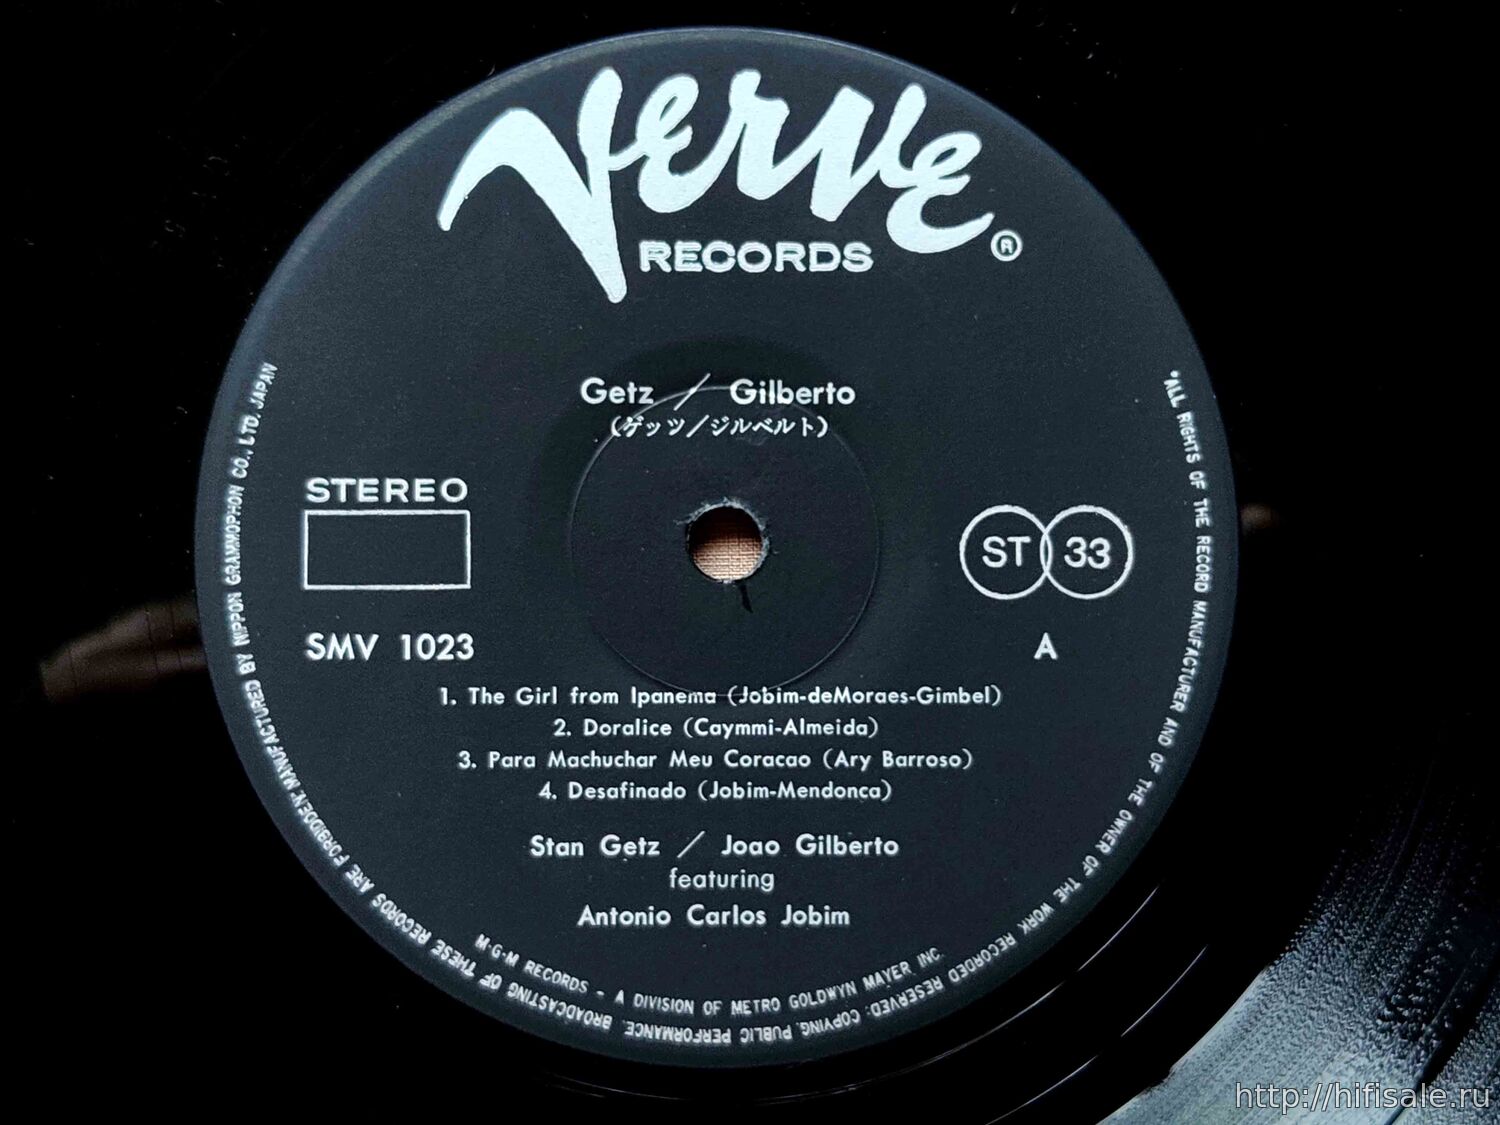 VERVE
RECORDS
®
Getz / Gilberto
(ゲッツ/ジルベルト)
STEREO
ST 33
SMV 1023
A
1. The Girl from Ipanema (Jobim-deMoraes-Gimbel)
2. Doralice (Caymmi-Almeida)
3. Para Machuchar Meu Coracao (Ary Barroso)
4. Desafinado (Jobim-Mendonca)
Stan Getz / Joao Gilberto
featuring
Antonio Carlos Jobim
M·G·M RECORDS - A DIVISION OF METRO GOLDWYN MAYER INC.
"ALL RIGHTS OF THE RECORD MANUFACTURER AND OF THE OWNER OF THE WORK RECORDED RESERVED: COPYING, PUBLIC PERFORMANCE, BROADCASTING OF THESE RECORDS ARE FORBIDDEN" MANUFACTURED BY NIPPON GRAMMOPHON CO., LTD. JAPAN
http://hifisale.ru